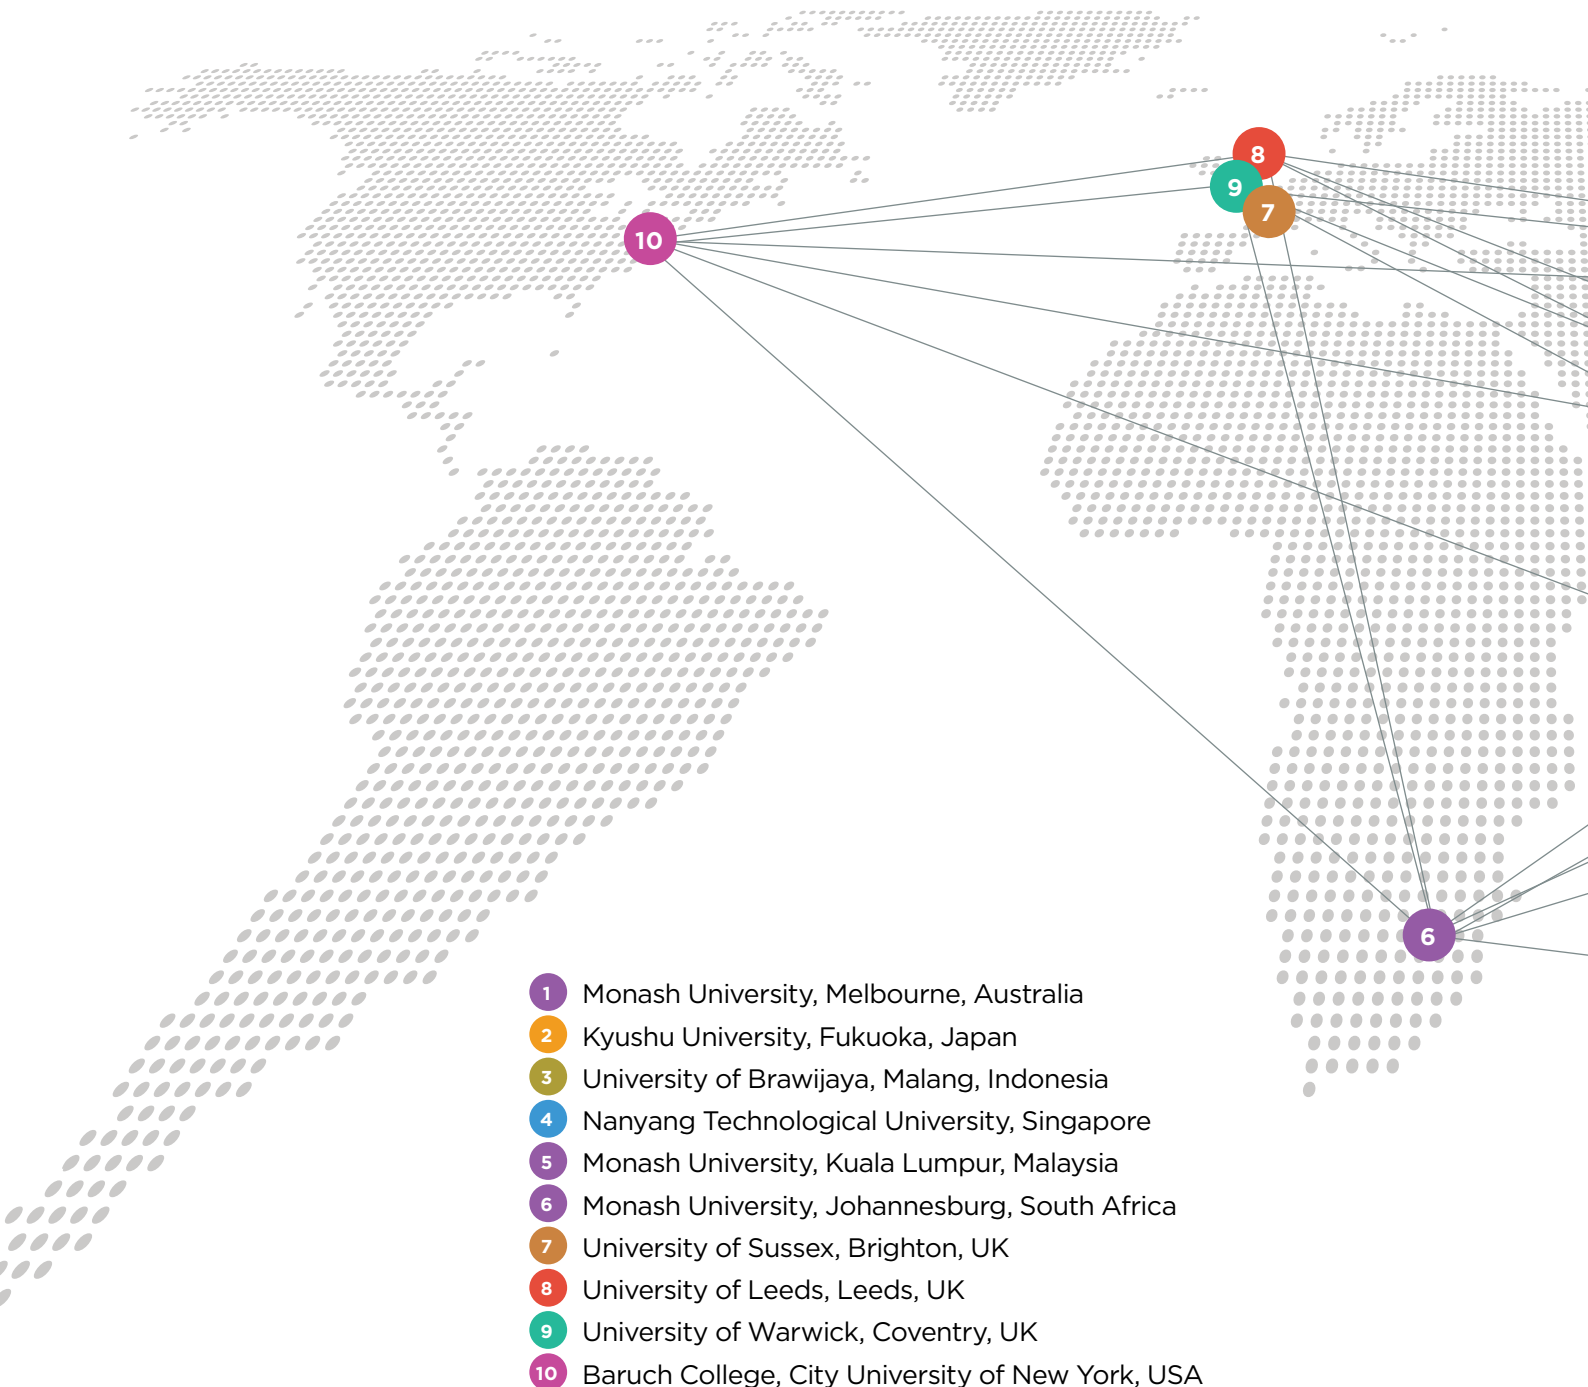 8
9
7
10
6
1 Monash University, Melbourne, Australia
2 Kyushu University, Fukuoka, Japan
3 University of Brawijaya, Malang, Indonesia
4 Nanyang Technological University, Singapore
5 Monash University, Kuala Lumpur, Malaysia
6 Monash University, Johannesburg, South Africa
7 University of Sussex, Brighton, UK
8 University of Leeds, Leeds, UK
9 University of Warwick, Coventry, UK
10 Baruch College, City University of New York, USA